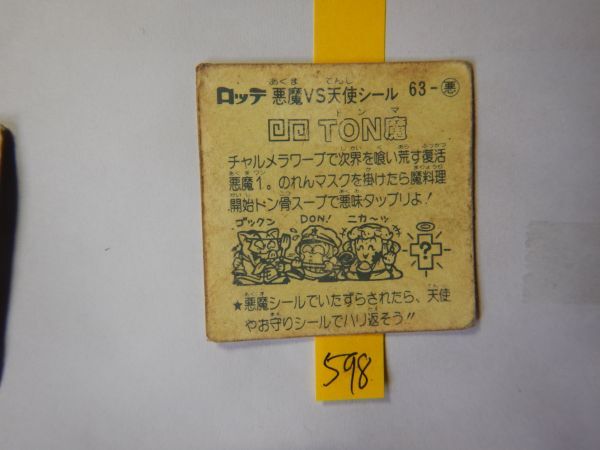 ロッテ 悪魔VS天使シール 63-悪
TON魔
チャルメラワープで次界を喰い荒す復活
悪魔1。のれんマスクを掛けたら魔料理
開始ドン骨スープで悪味タップリよ!
ゴックン DON! ニカ〜ッ
?
★悪魔シールでいたずらされたら、天使
やお守りシールでハリ返そう!!
598